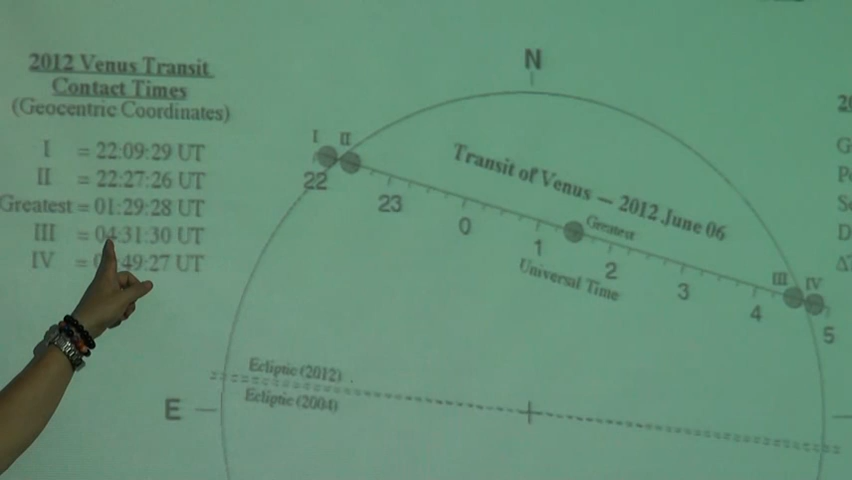 2012 Venus Transit
Contact Times
(Geocentric Coordinates)
I = 22:09:29 UT
II = 22:27:26 UT
Greatest = 01:29:28 UT
III = 04:31:30 UT
IV = :49:27 UT
N
I II
22
23
0
1
2
3
4
5
Transit of Venus — 2012 June 06
Greatest
Universal Time
III IV
Ecliptic (2012)
Ecliptic (2004)
E